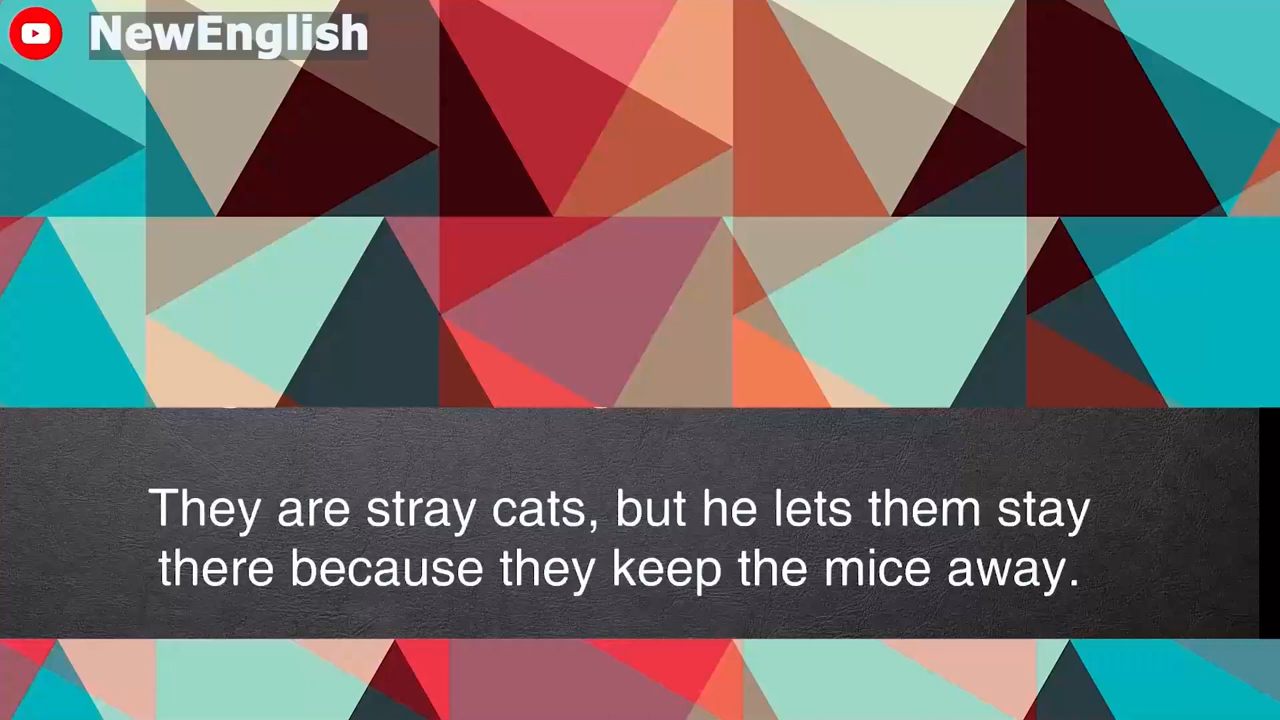 NewEnglish
They are stray cats, but he lets them stay
there because they keep the mice away.